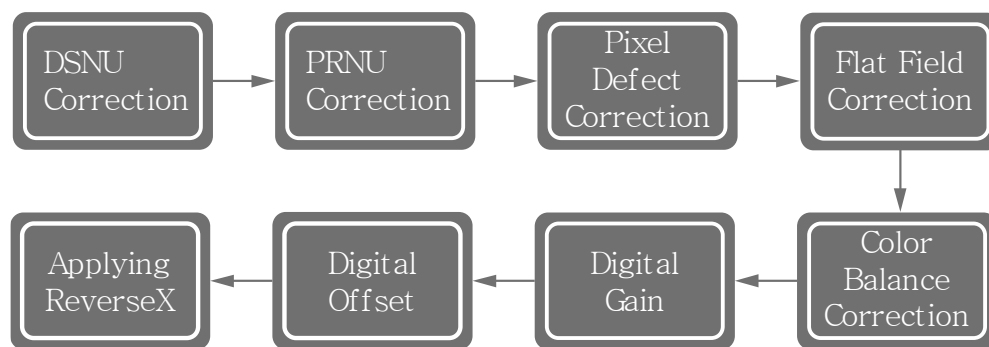 DSNU
Correction
PRNU
Correction
Pixel
Defect
Correction
Flat Field
Correction
Color
Balance
Correction
Digital
Gain
Digital
Offset
Applying
ReverseX